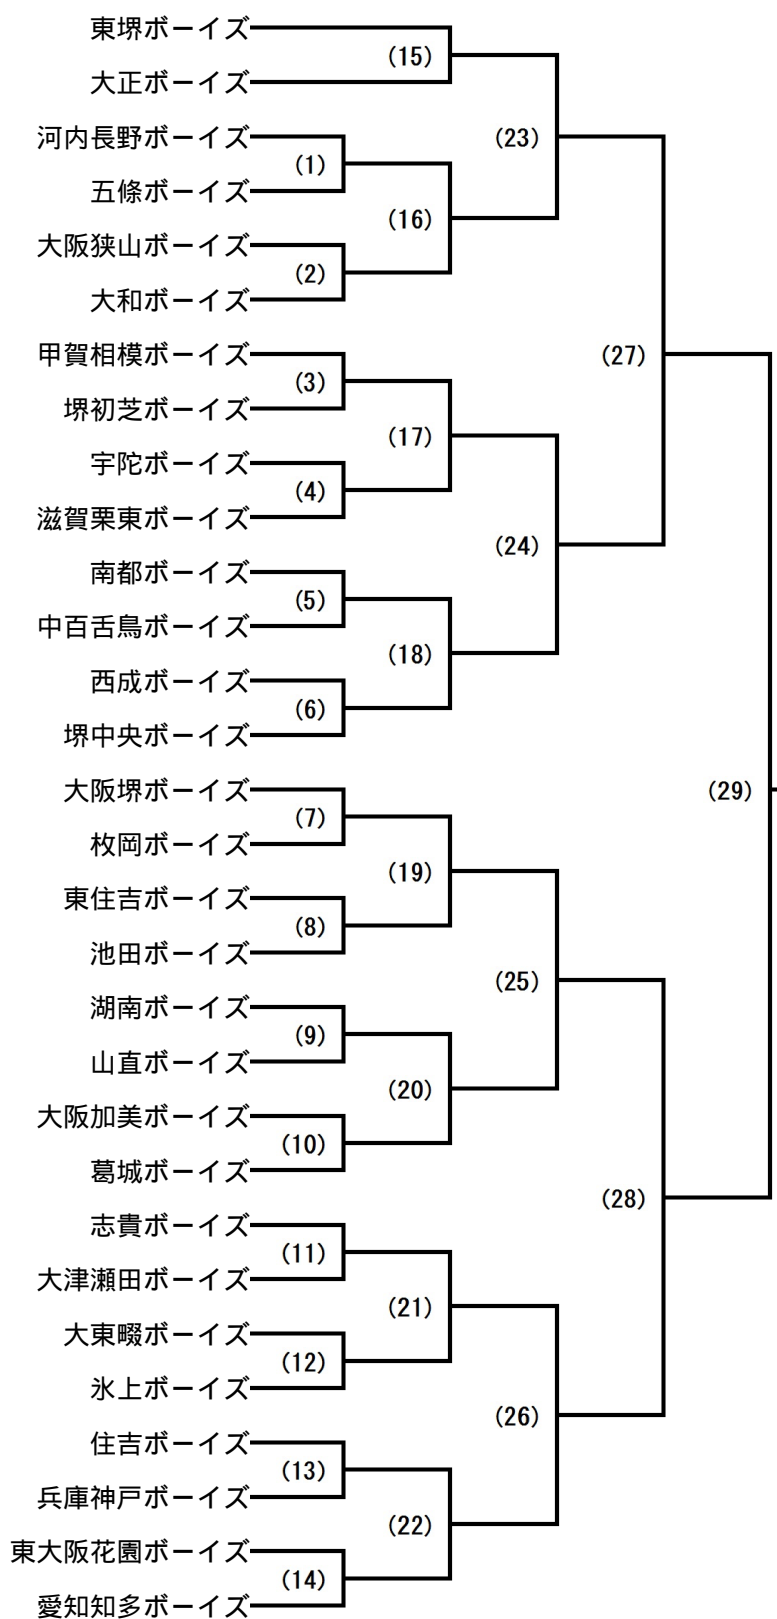 東堺ボーイズ
(15)
大正ボーイズ
河内長野ボーイズ
(23)
(1)
五條ボーイズ
(16)
大阪狭山ボーイズ
(2)
大和ボーイズ
甲賀相模ボーイズ
(27)
(3)
堺初芝ボーイズ
(17)
宇陀ボーイズ
(4)
滋賀栗東ボーイズ
(24)
南都ボーイズ
(5)
中百舌鳥ボーイズ
(18)
西成ボーイズ
(6)
堺中央ボーイズ
大阪堺ボーイズ
(29)
(7)
枚岡ボーイズ
(19)
東住吉ボーイズ
(8)
池田ボーイズ
(25)
湖南ボーイズ
(9)
山直ボーイズ
(20)
大阪加美ボーイズ
(10)
葛城ボーイズ
(28)
志貴ボーイズ
(11)
大津瀬田ボーイズ
(21)
大東畷ボーイズ
(12)
氷上ボーイズ
(26)
住吉ボーイズ
(13)
兵庫神戸ボーイズ
(22)
東大阪花園ボーイズ
(14)
愛知知多ボーイズ